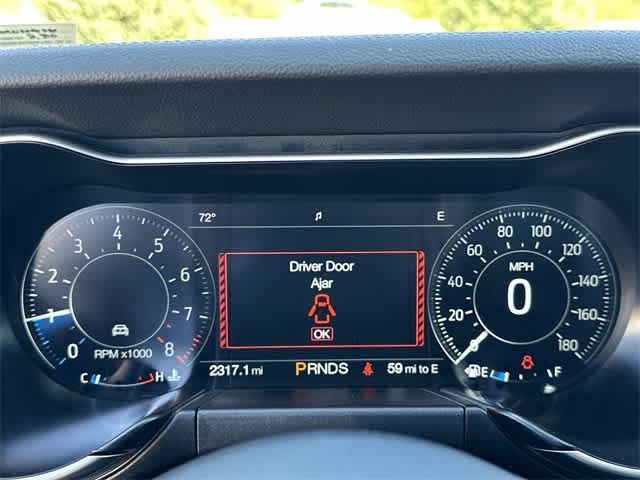 72° E
Driver Door
Ajar
OK
2317.1 mi PRNDS 59 mi to E
0 1 2 3 4 5 6 7 8
RPM x1000
C H
0 20 40 60 80 100 120 140 160 180
MPH
0
E F